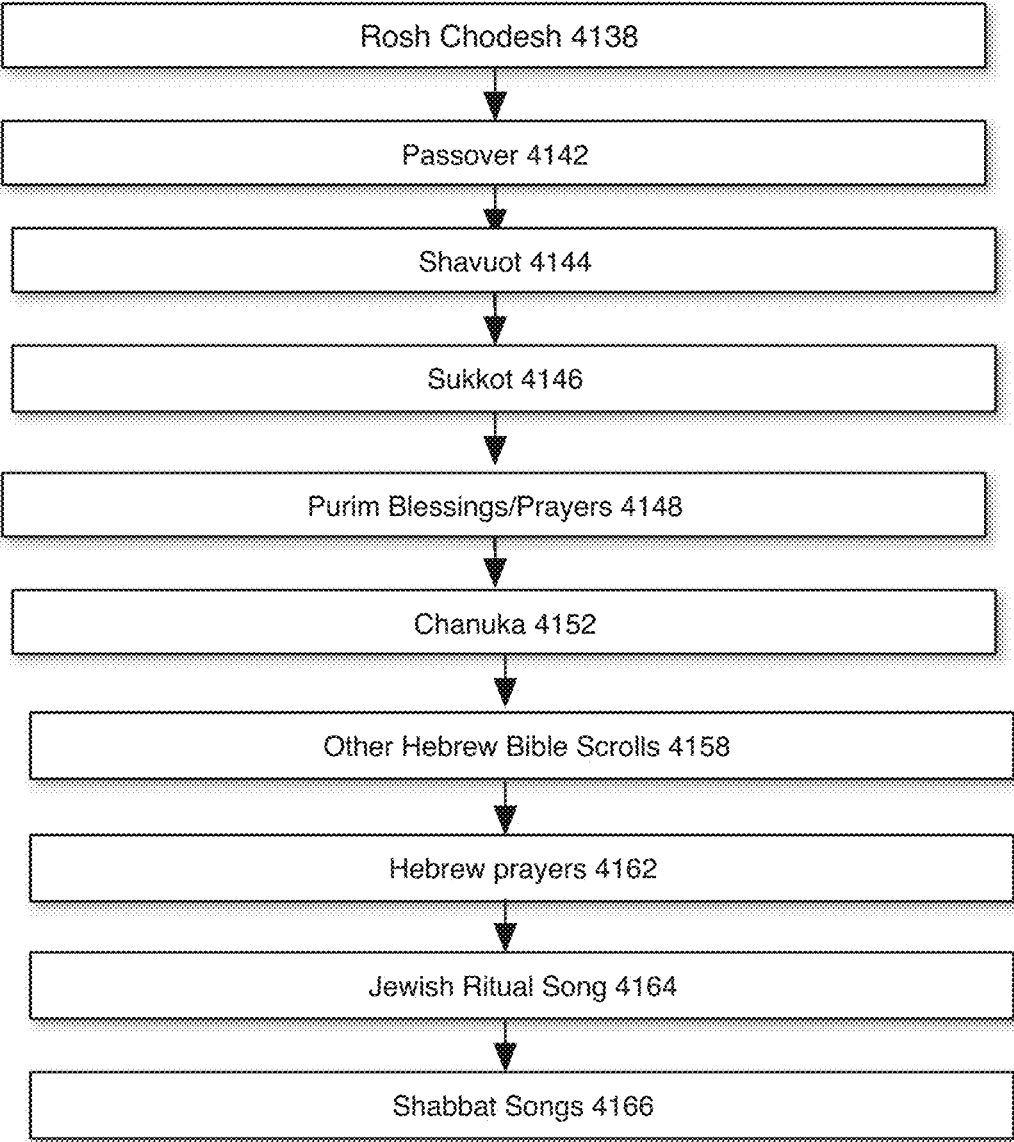 Rosh Chodesh 4138
Passover 4142
Shavuot 4144
Sukkot 4146
Purim Blessings/Prayers 4148
Chanuka 4152
Other Hebrew Bible Scrolls 4158
Hebrew prayers 4162
Jewish Ritual Song 4164
Shabbat Songs 4166